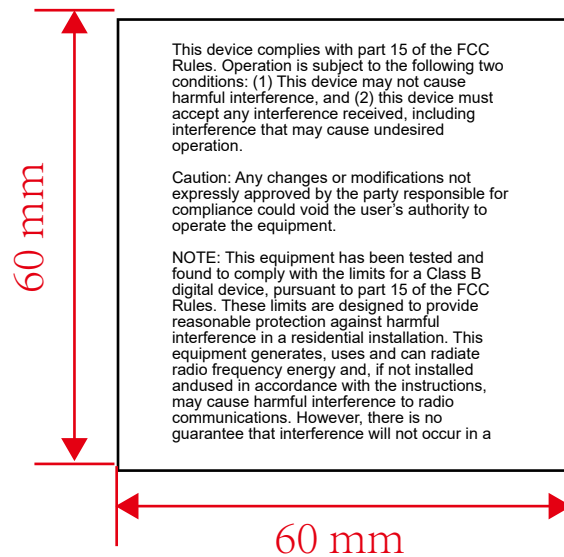 This device complies with part 15 of the FCC
Rules. Operation is subject to the following two
conditions: (1) This device may not cause
harmful interference, and (2) this device must
accept any interference received, including
interference that may cause undesired
operation.
Caution: Any changes or modifications not
expressly approved by the party responsible for
compliance could void the user’s authority to
operate the equipment.
NOTE: This equipment has been tested and
found to comply with the limits for a Class B
digital device, pursuant to part 15 of the FCC
Rules. These limits are designed to provide
reasonable protection against harmful
interference in a residential installation. This
equipment generates, uses and can radiate
radio frequency energy and, if not installed
andused in accordance with the instructions,
may cause harmful interference to radio
communications. However, there is no
guarantee that interference will not occur in a
60 mm
60 mm